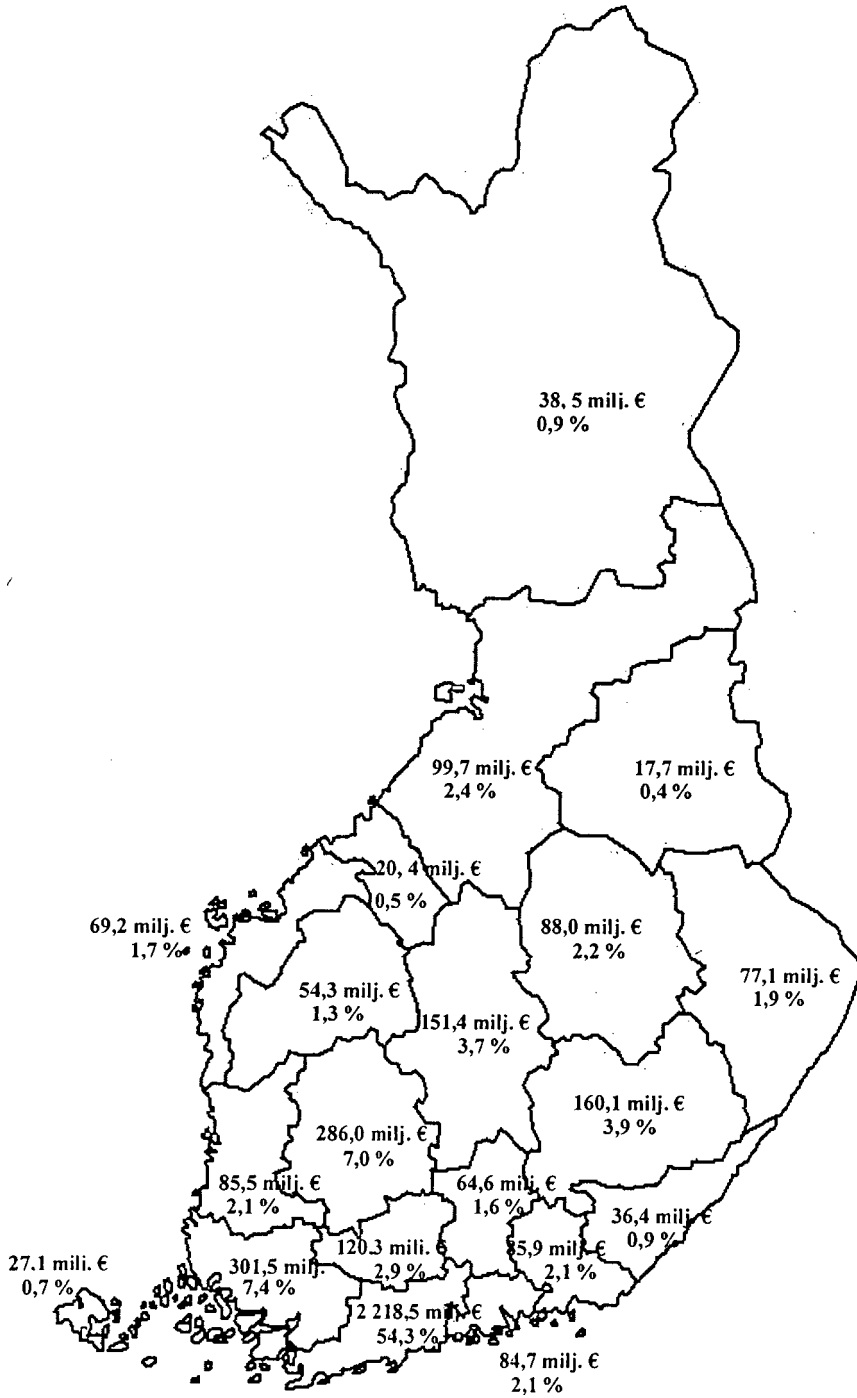 38, 5 milj. €
0,9 %
99,7 milj. €
2,4 %
17,7 milj. €
0,4 %
20, 4 milj. €
0,5 %
69,2 milj. €
1,7 %
88,0 milj. €
2,2 %
77,1 milj. €
1,9 %
54,3 milj. €
1,3 %
151,4 milj. €
3,7 %
160,1 milj. €
3,9 %
286,0 milj. €
7,0 %
85,5 milj. €
2,1 %
64,6 milj. €
1,6 %
36,4 milj. €
0,9 %
120,3 milj. €
2,9 %
85,9 milj. €
2,1 %
27,1 milj. €
0,7 %
301,5 milj.
7,4 %
2 218,5 milj. €
54,3 %
84,7 milj. €
2,1 %